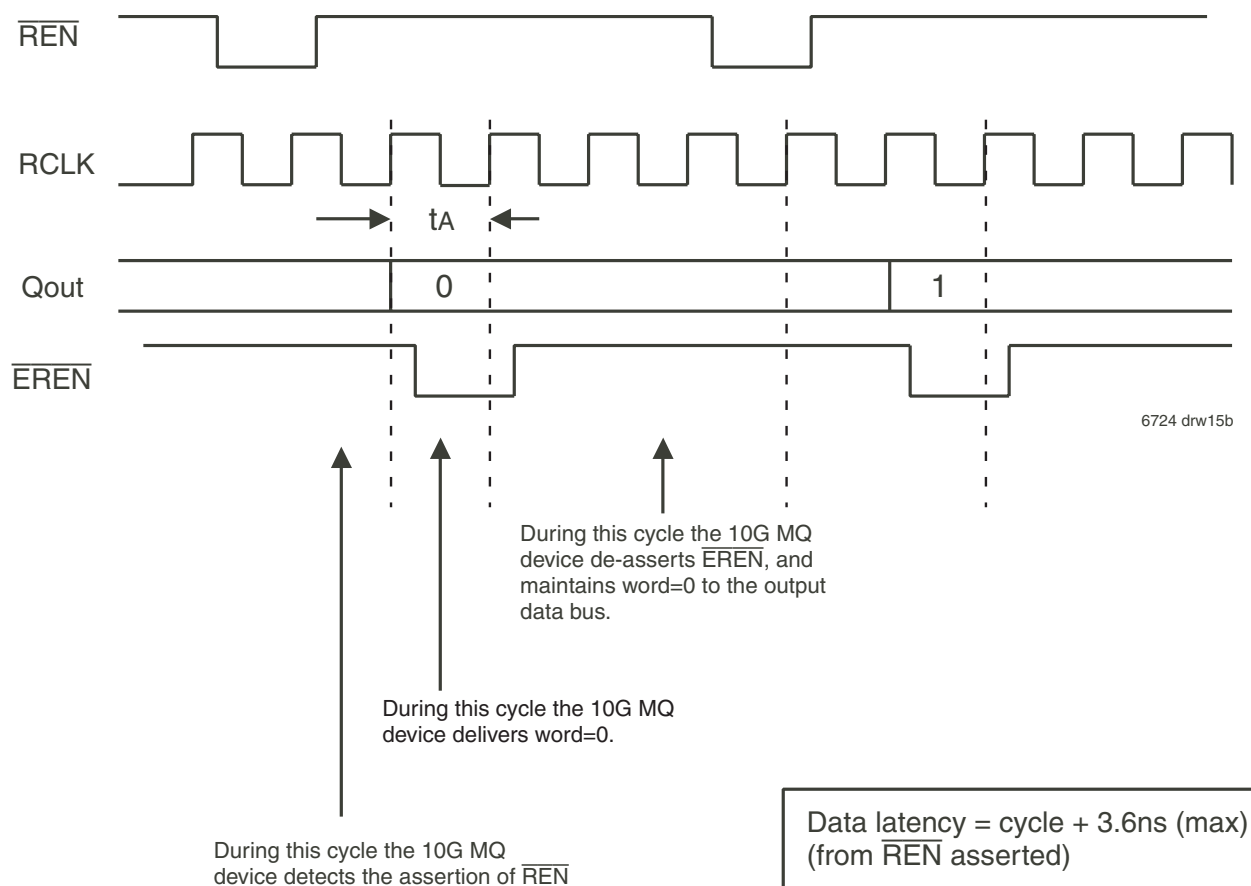 REN
RCLK
tA
Qout
0
1
EREN
6724 drw15b
During this cycle the 10G MQ
device de-asserts EREN, and
maintains word=0 to the output
data bus.
During this cycle the 10G MQ
device delivers word=0.
Data latency = cycle + 3.6ns (max)
(from REN asserted)
During this cycle the 10G MQ
device detects the assertion of REN